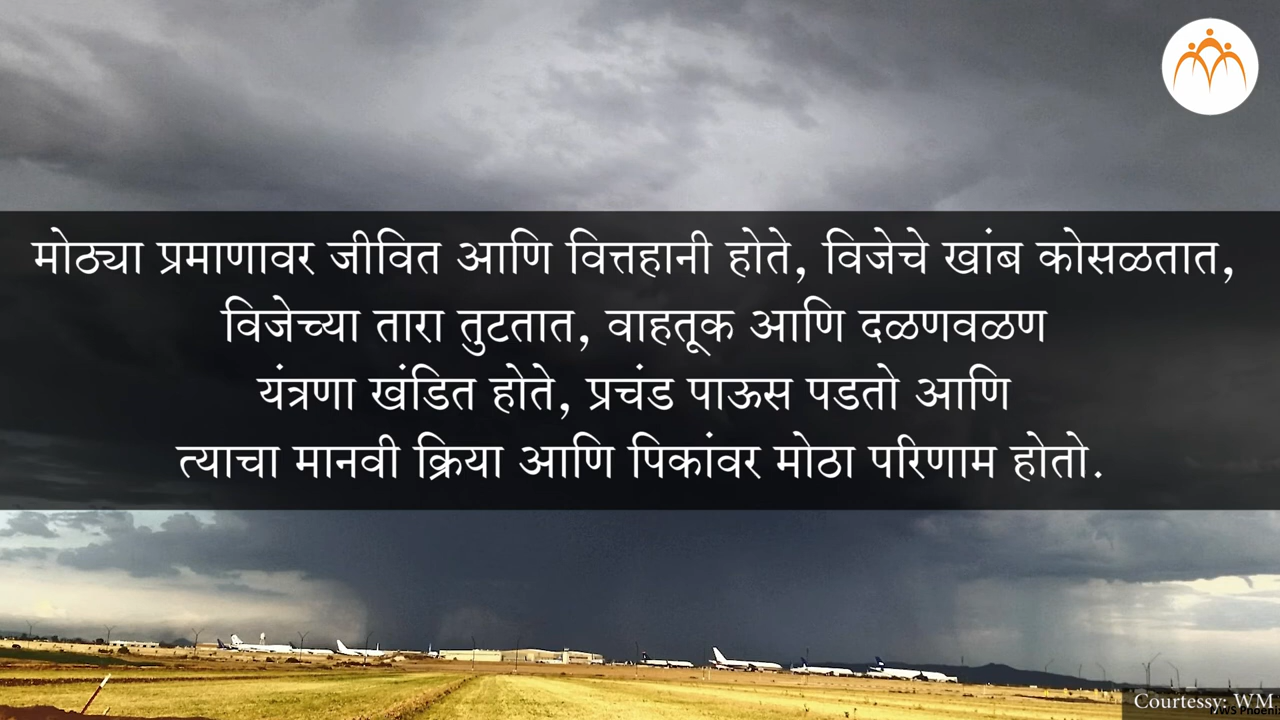 मोठ्या प्रमाणावर जीवित आणि वित्तहानी होते, विजेचे खांब कोसळतात,
विजेच्या तारा तुटतात, वाहतूक आणि दळणवळण
यंत्रणा खंडित होते, प्रचंड पाऊस पडतो आणि
त्याचा मानवी क्रिया आणि पिकांवर मोठा परिणाम होतो.
Courtessy: WM